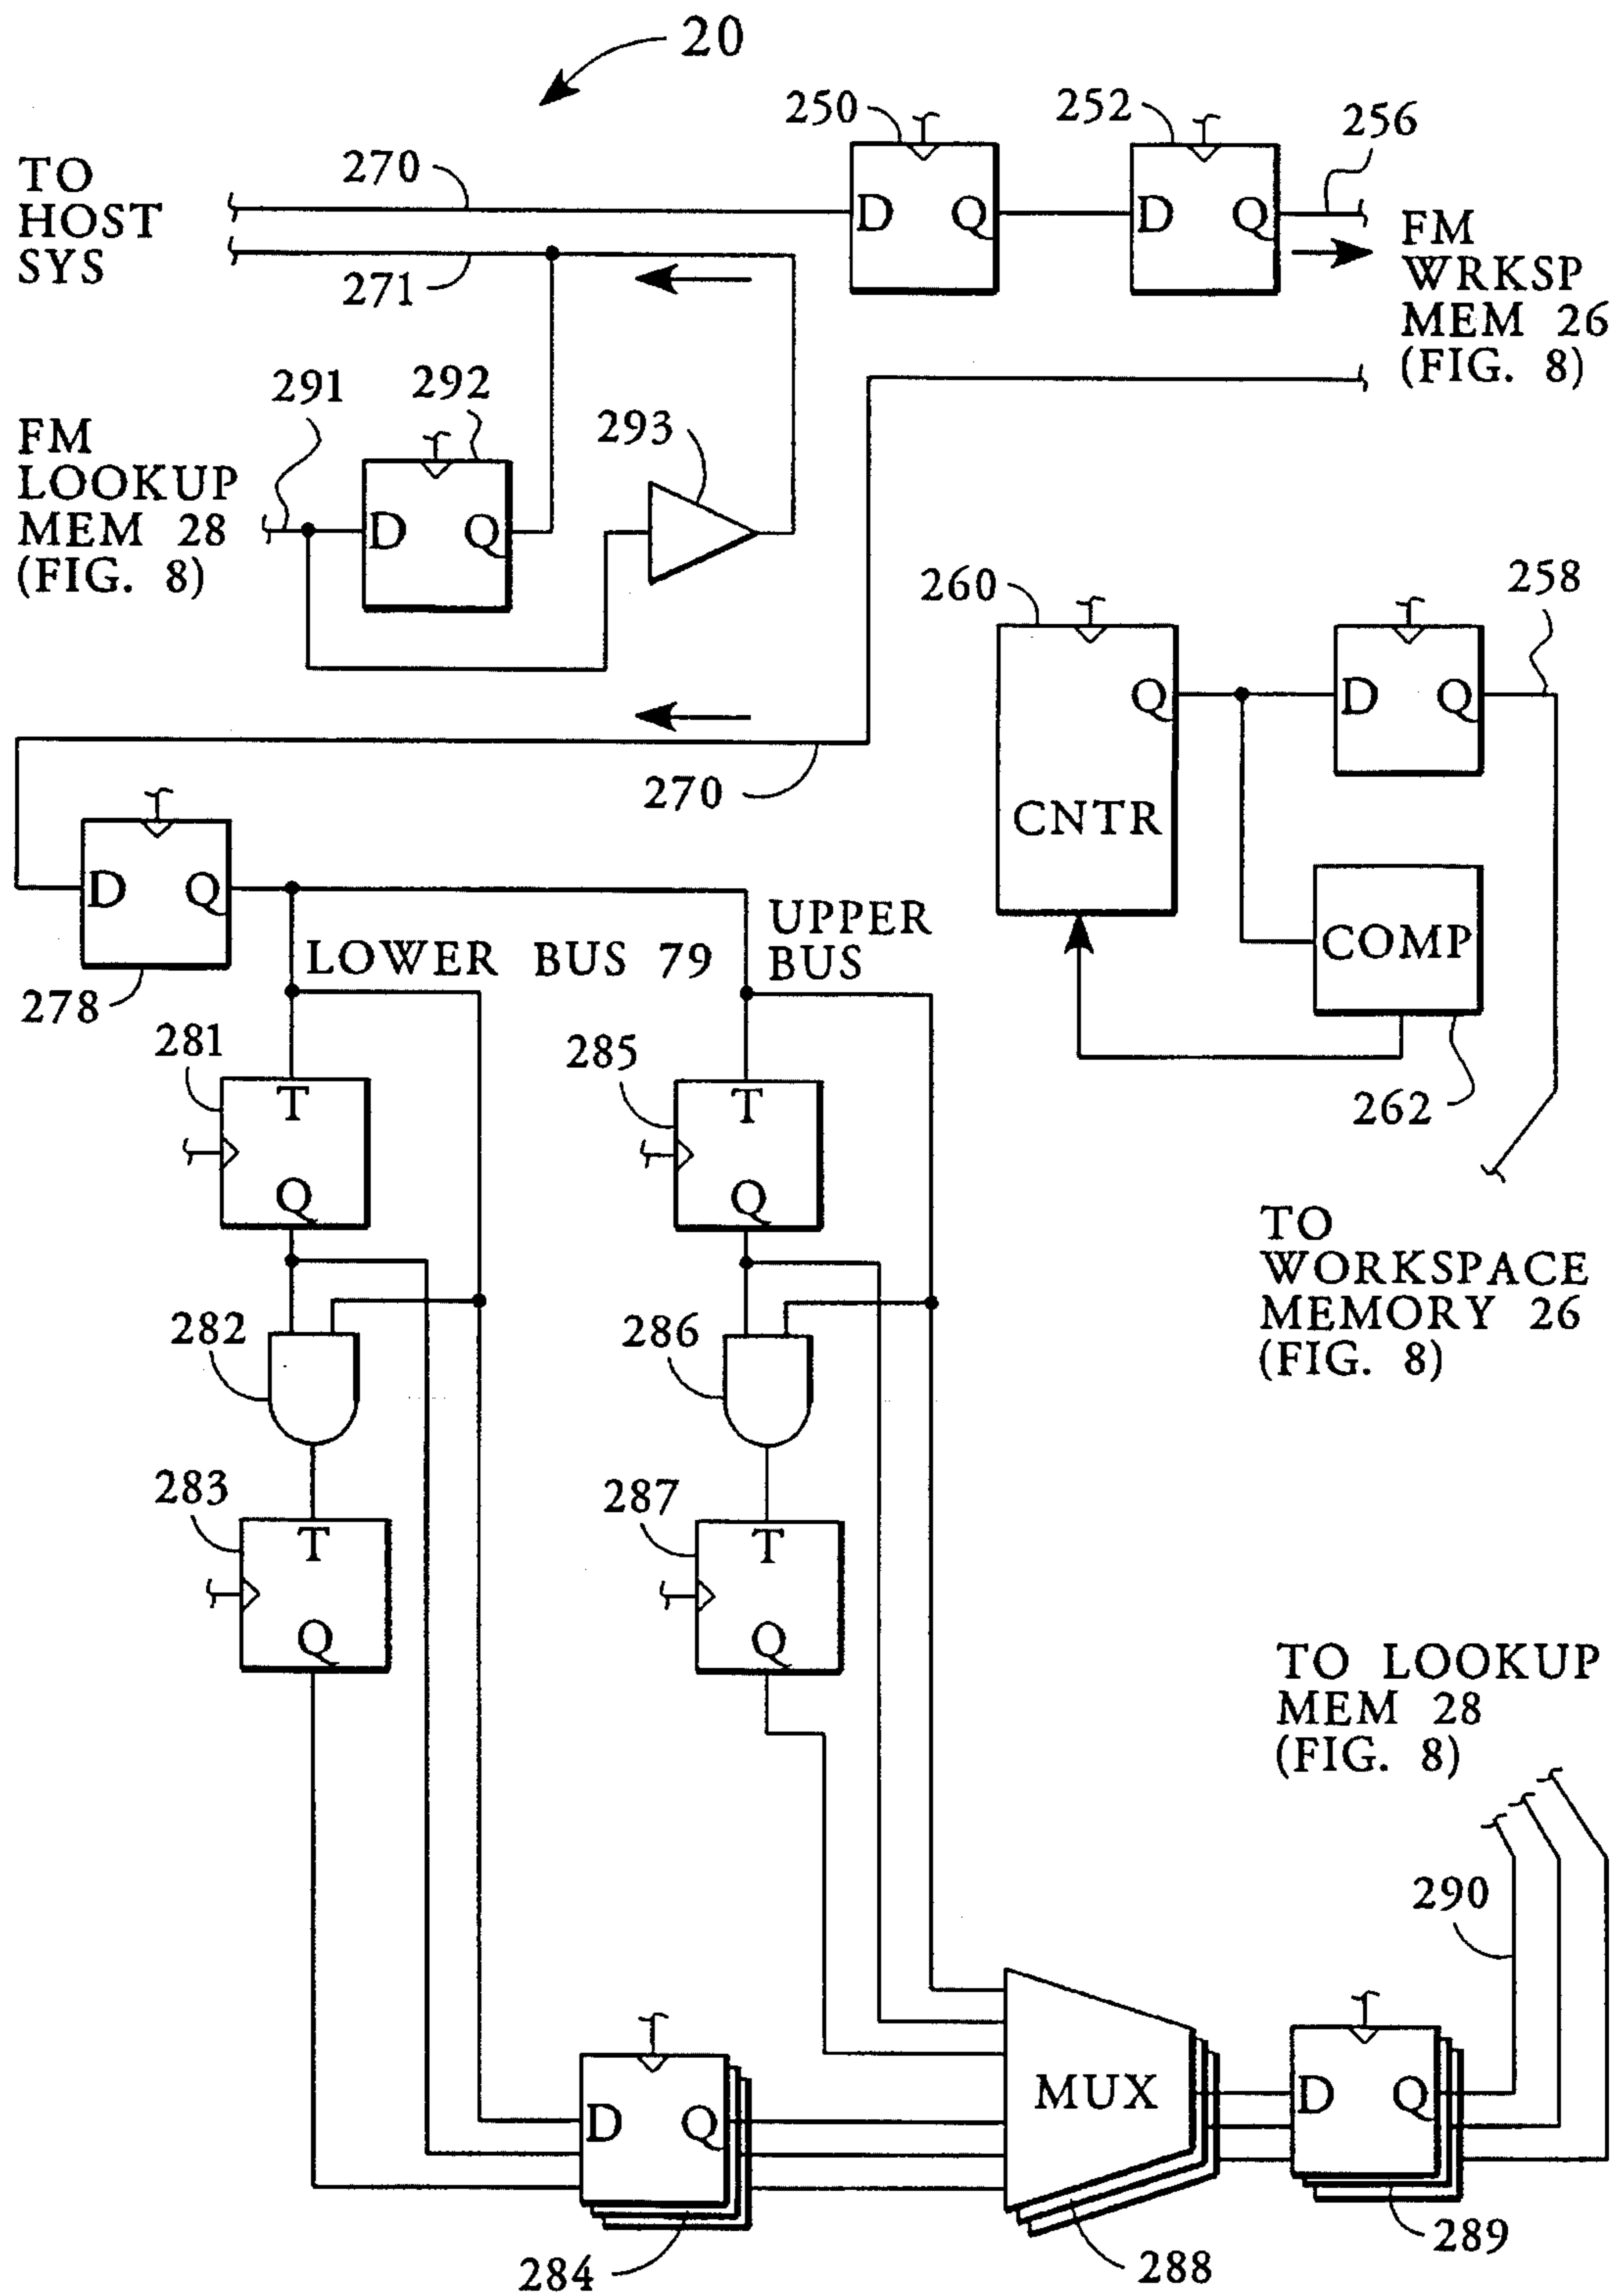 20
250
252
256
TO
HOST
SYS
270
271
D Q
D Q
FM
WRKSP
MEM 26
(FIG. 8)
291
292
293
FM
LOOKUP
MEM 28
(FIG. 8)
D Q
260
258
Q
CNTR
D Q
COMP
262
270
D Q
278
LOWER BUS 79
UPPER
BUS
281
T
Q
285
T
Q
TO
WORKSPACE
MEMORY 26
(FIG. 8)
282
286
283
T
Q
287
T
Q
TO LOOKUP
MEM 28
(FIG. 8)
290
D Q
284
MUX
288
D Q
289